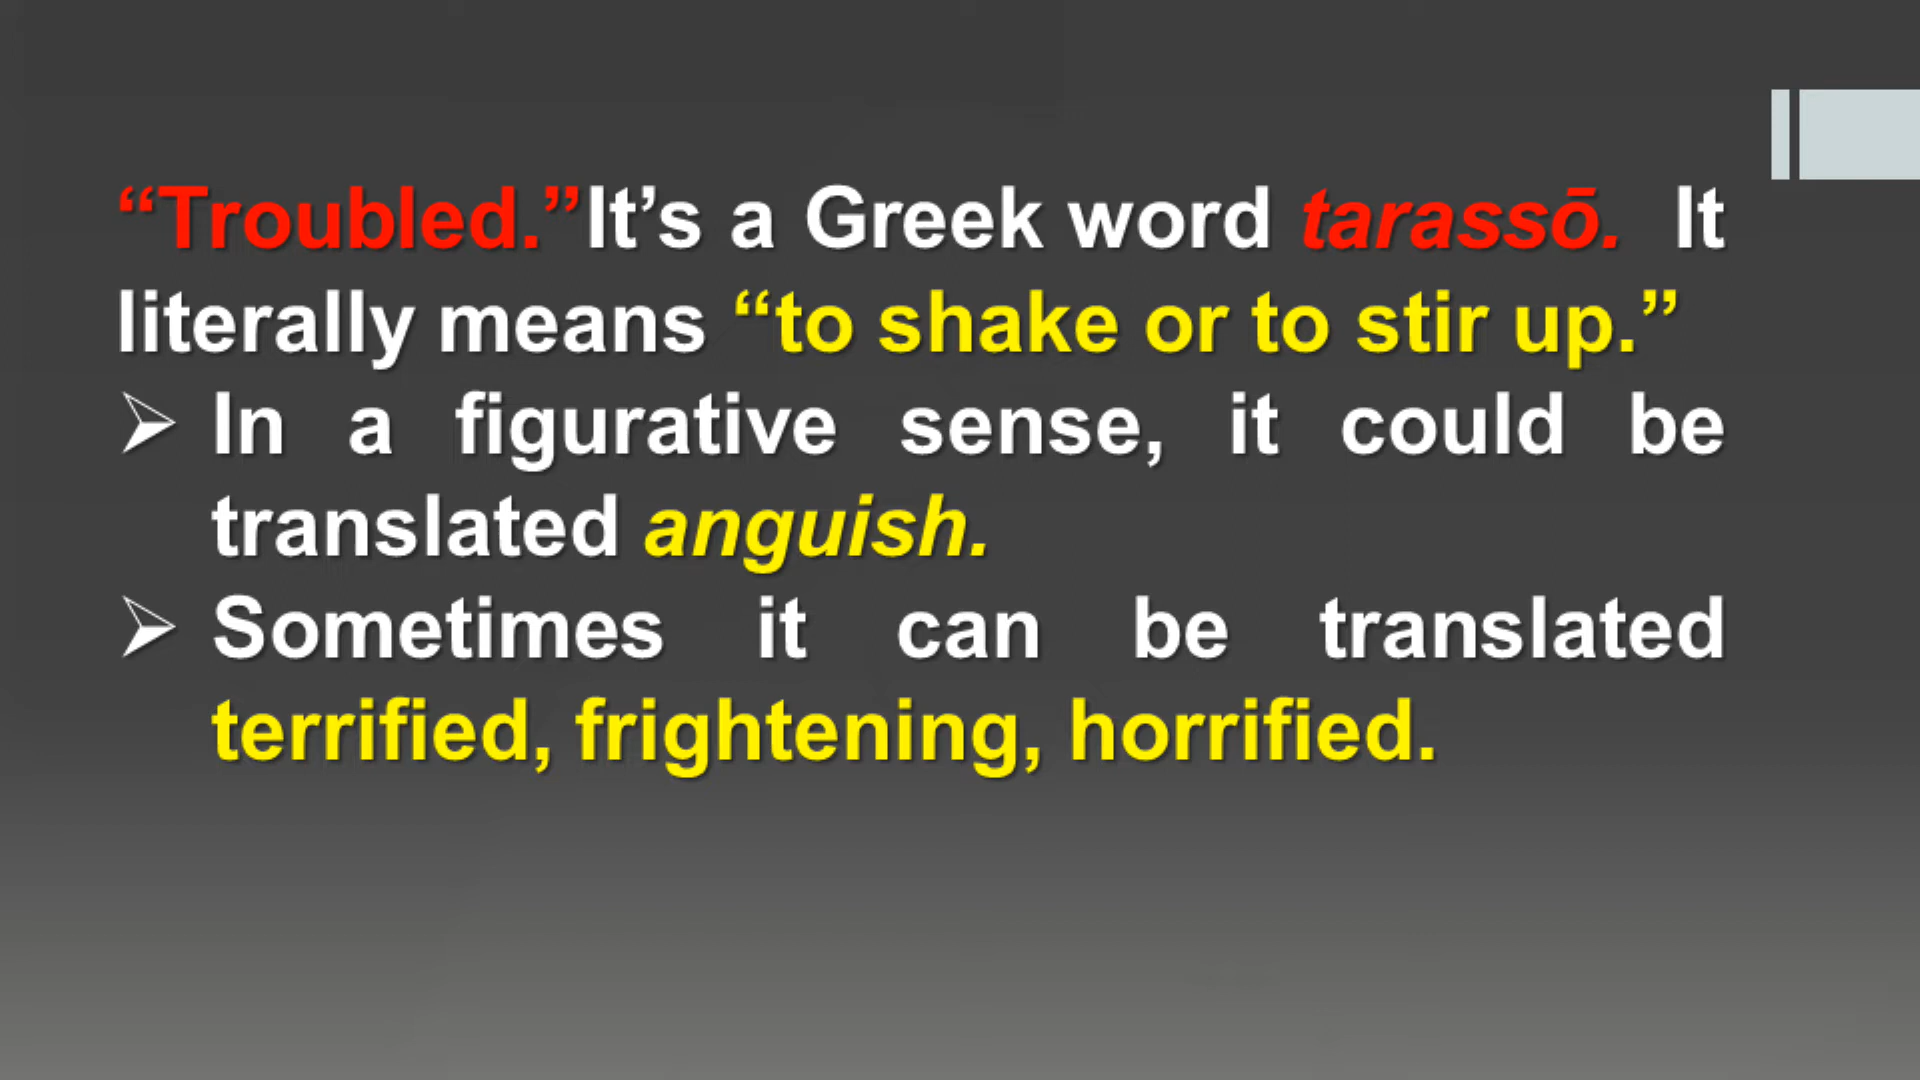 “Troubled.”It’s a Greek word tarassō. It
literally means “to shake or to stir up.”
➢ In a figurative sense, it could be
translated anguish.
➢ Sometimes it can be translated
terrified, frightening, horrified.